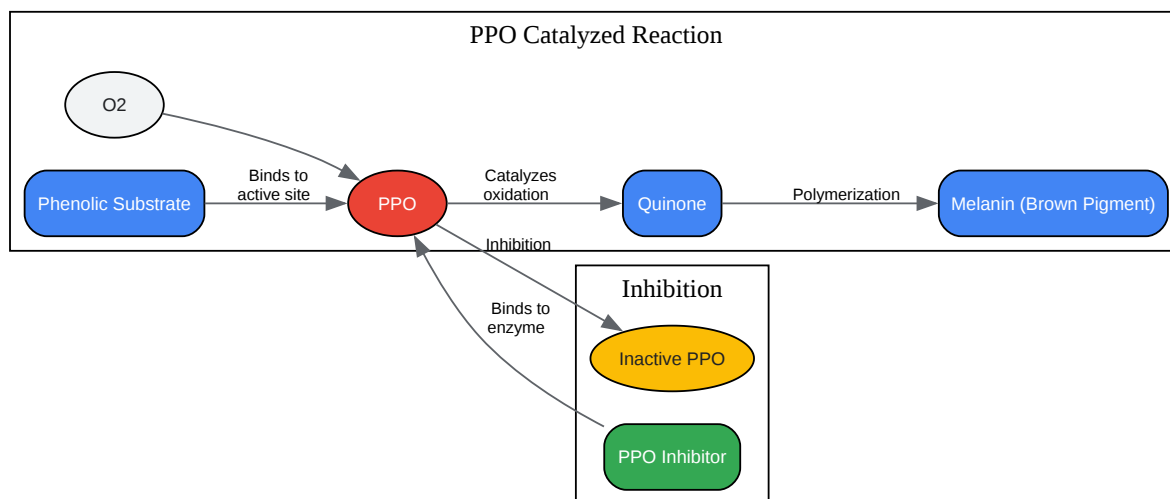 PPO Catalyzed Reaction
O2
Phenolic Substrate
Binds to
active site
PPO
Catalyzes
oxidation
Quinone
Polymerization
Melanin (Brown Pigment)
Inhibition
Binds to
enzyme
Inhibition
Inactive PPO
PPO Inhibitor